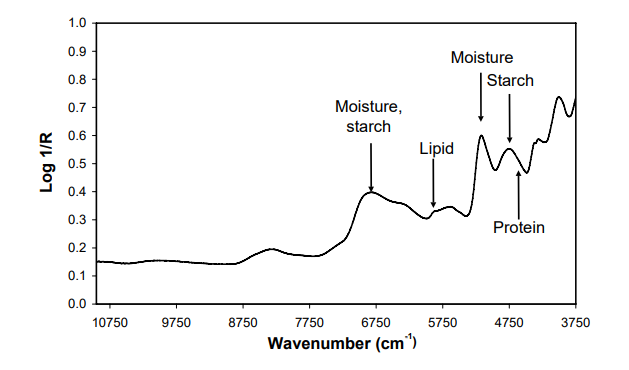 1.0
0.9
0.8
0.7
0.6
0.5
0.4
0.3
0.2
0.1
0.0
Log 1/R
Moisture
Starch
Moisture,
starch
Lipid
Protein
10750 9750 8750 7750 6750 5750 4750 3750
Wavenumber (cm⁻¹)